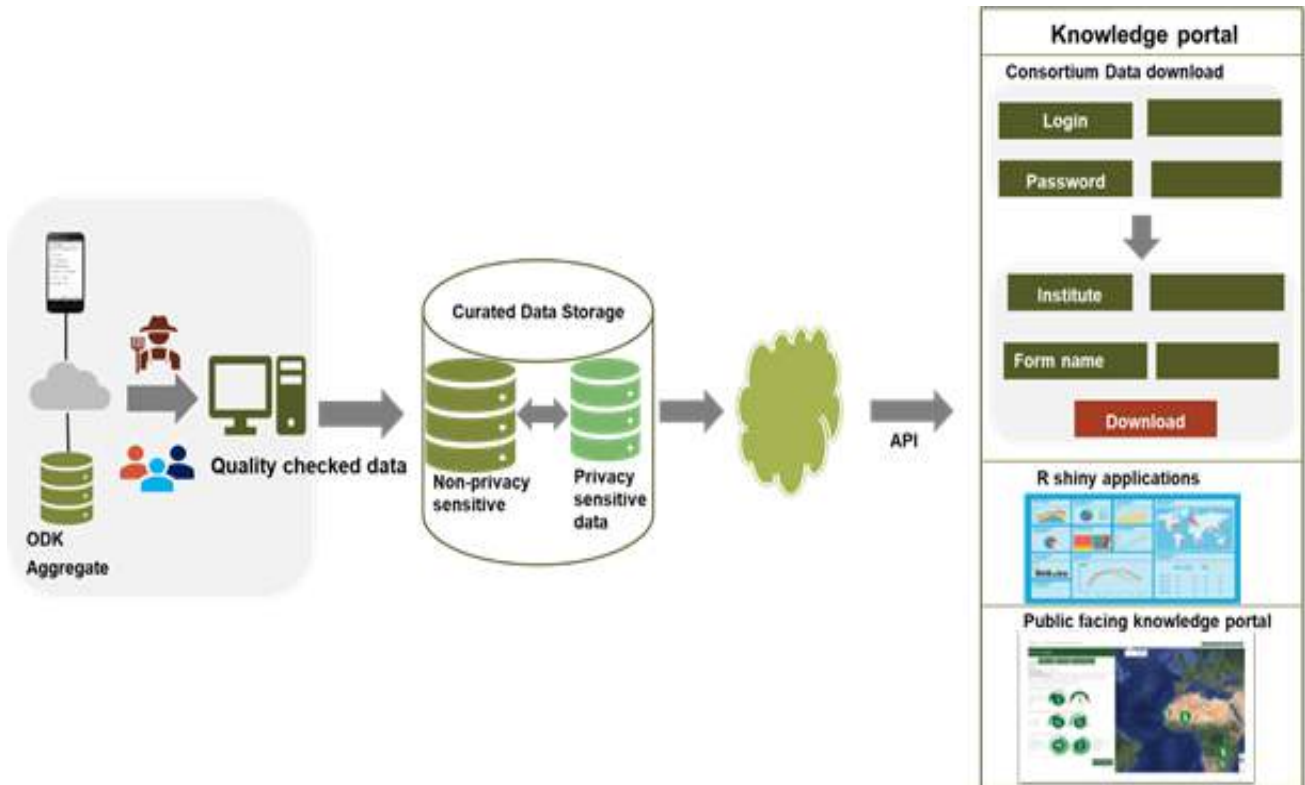 Knowledge portal
Consortium Data download
Login
Password
Institute
Form name
Download
R shiny applications
Public facing knowledge portal
ODK
Aggregate
Quality checked data
Curated Data Storage
Non-privacy
sensitive
Privacy
sensitive
data
API